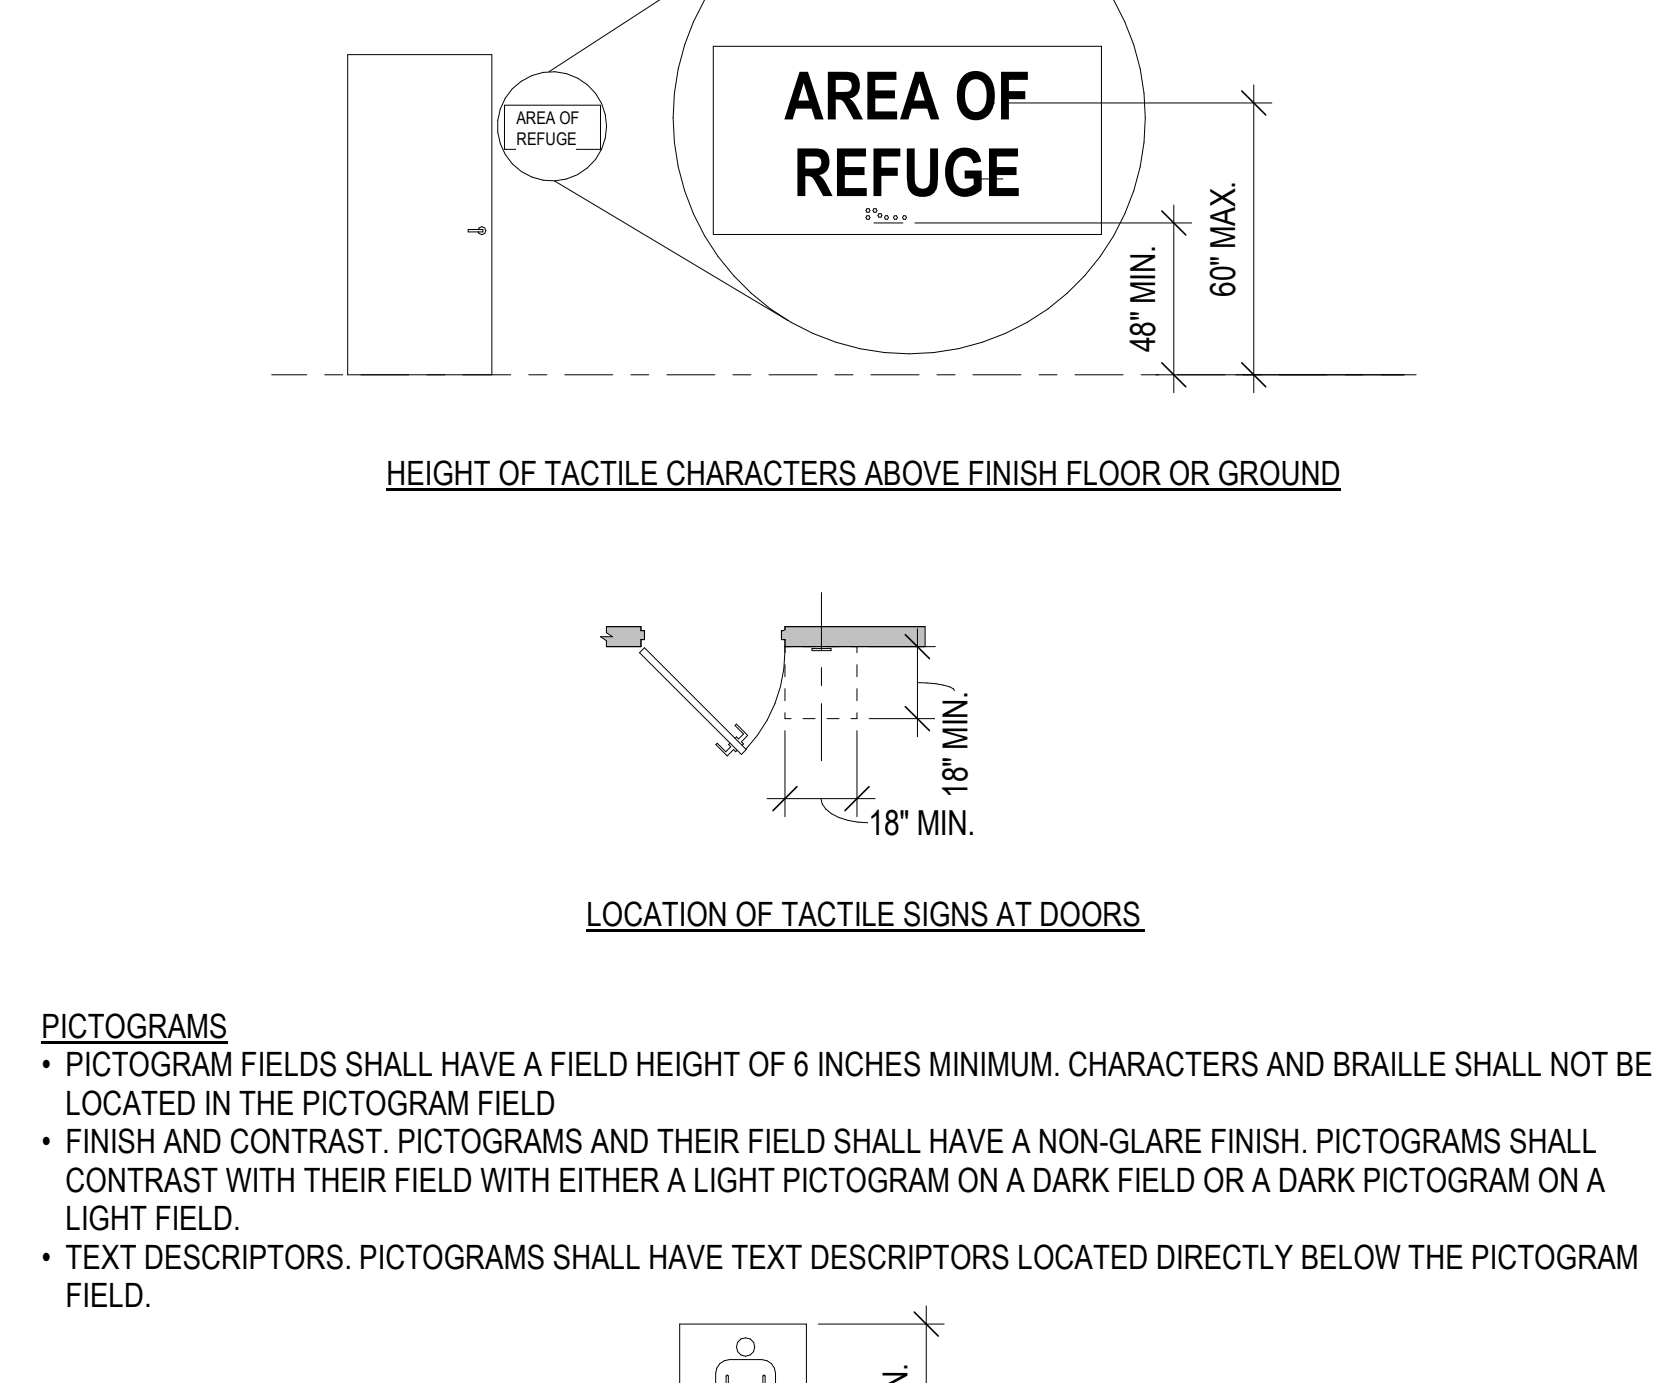 AREA OF
REFUGE
AREA OF
REFUGE
48" MIN.
60" MAX.
HEIGHT OF TACTILE CHARACTERS ABOVE FINISH FLOOR OR GROUND
18" MIN.
18" MIN.
LOCATION OF TACTILE SIGNS AT DOORS
PICTOGRAMS
• PICTOGRAM FIELDS SHALL HAVE A FIELD HEIGHT OF 6 INCHES MINIMUM. CHARACTERS AND BRAILLE SHALL NOT BE
LOCATED IN THE PICTOGRAM FIELD
• FINISH AND CONTRAST. PICTOGRAMS AND THEIR FIELD SHALL HAVE A NON-GLARE FINISH. PICTOGRAMS SHALL
CONTRAST WITH THEIR FIELD WITH EITHER A LIGHT PICTOGRAM ON A DARK FIELD OR A DARK PICTOGRAM ON A
LIGHT FIELD.
• TEXT DESCRIPTORS. PICTOGRAMS SHALL HAVE TEXT DESCRIPTORS LOCATED DIRECTLY BELOW THE PICTOGRAM
FIELD.